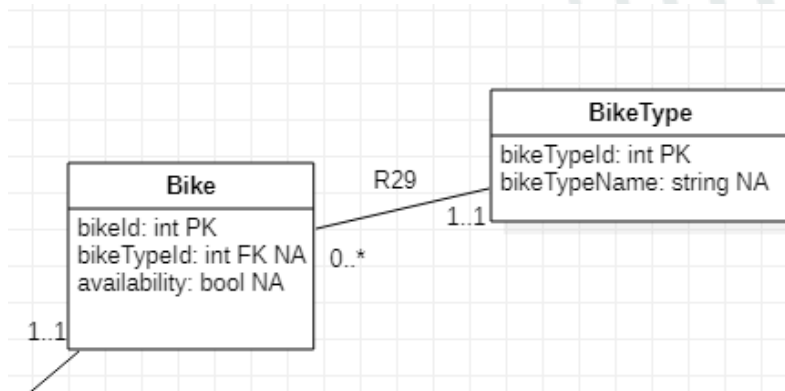 BikeType
bikeTypeId: int PK
bikeTypeName: string NA
R29
1..1
Bike
bikeId: int PK
bikeTypeId: int FK NA
availability: bool NA
0..*
1..1